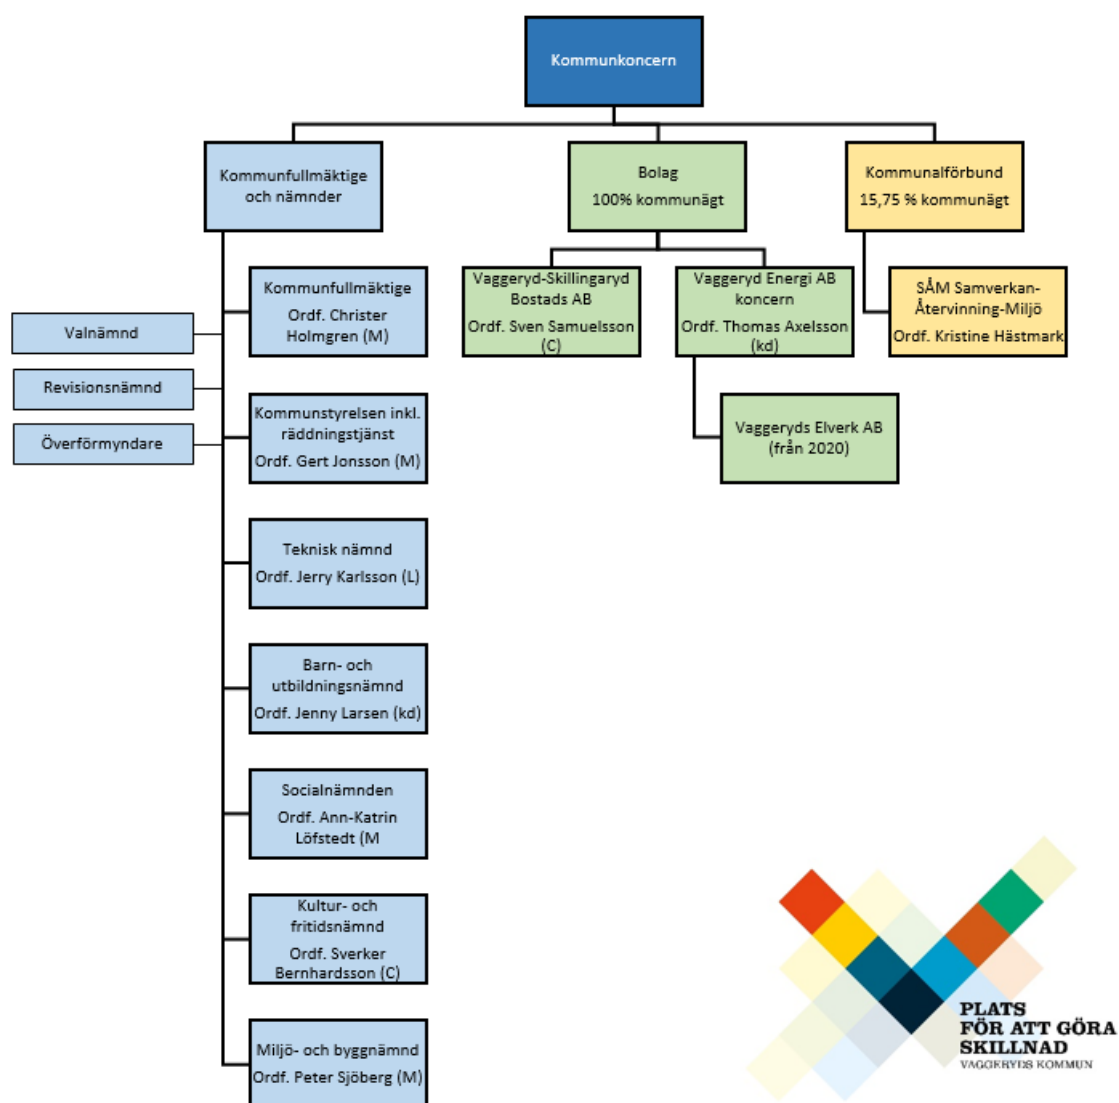 Kommunkoncern
Kommunfullmäktige
och nämnder
Bolag
100% kommunägt
Kommunalförbund
15,75 % kommunägt
Kommunfullmäktige
Ordf. Christer
Holmgren (M)
Vaggeryd-Skillingaryd
Bostads AB
Ordf. Sven Samuelsson
(C)
Vaggeryd Energi AB
koncern
Ordf. Thomas Axelsson
(kd)
SÅM Samverkan-
Återvinning-Miljö
Ordf. Kristine Hästmark
Valnämnd
Revisionsnämnd
Överförmyndare
Kommunstyrelsen inkl.
räddningstjänst
Ordf. Gert Jonsson (M)
Vaggeryds Elverk AB
(från 2020)
Teknisk nämnd
Ordf. Jerry Karlsson (L)
Barn- och
utbildningsnämnd
Ordf. Jenny Larsen (kd)
Socialnämnden
Ordf. Ann-Katrin
Löfstedt (M
Kultur- och
fritidsnämnd
Ordf. Sverker
Bernhardsson (C)
Miljö- och byggnämnd
Ordf. Peter Sjöberg (M)
PLATS
FÖR ATT GÖRA
SKILLNAD
VAGGERYDS KOMMUN